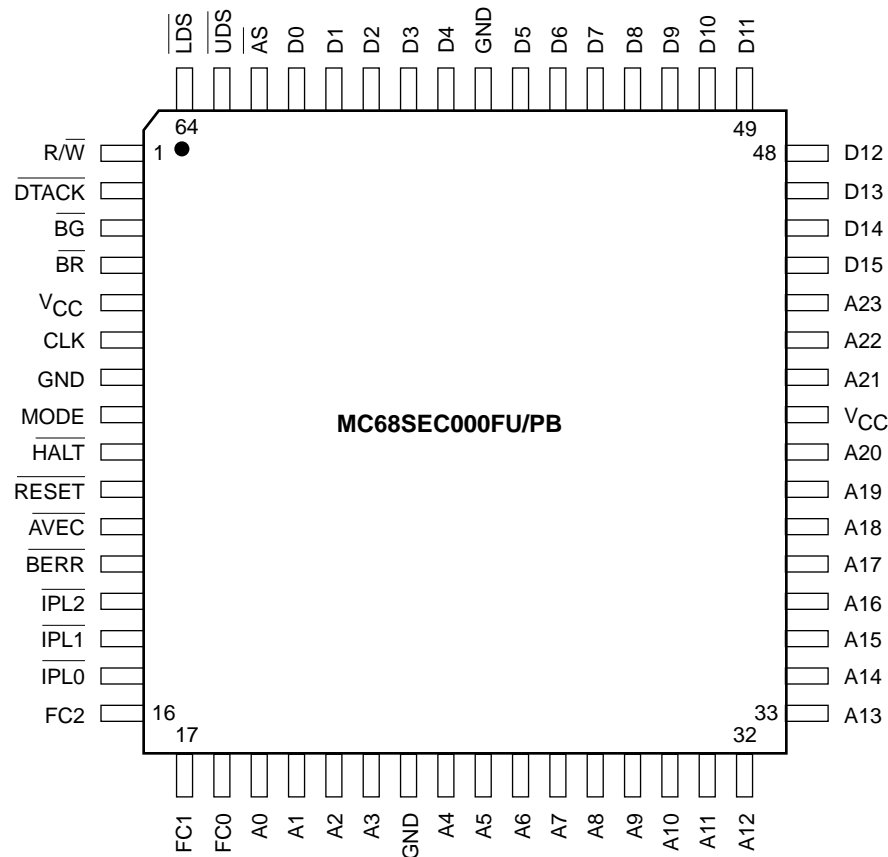 LDS UDS AS D0 D1 D2 D3 D4 GND D5 D6 D7 D8 D9 D10 D11
64 49
R/W 1 48 D12
DTACK D13
BG D14
BR D15
VCC A23
CLK A22
GND A21
MODE VCC
MC68SEC000FU/PB
HALT A20
RESET A19
AVEC A18
BERR A17
IPL2 A16
IPL1 A15
IPL0 A14
FC2 16 33 A13
17 32
FC1 FC0 A0 A1 A2 A3 GND A4 A5 A6 A7 A8 A9 A10 A11 A12